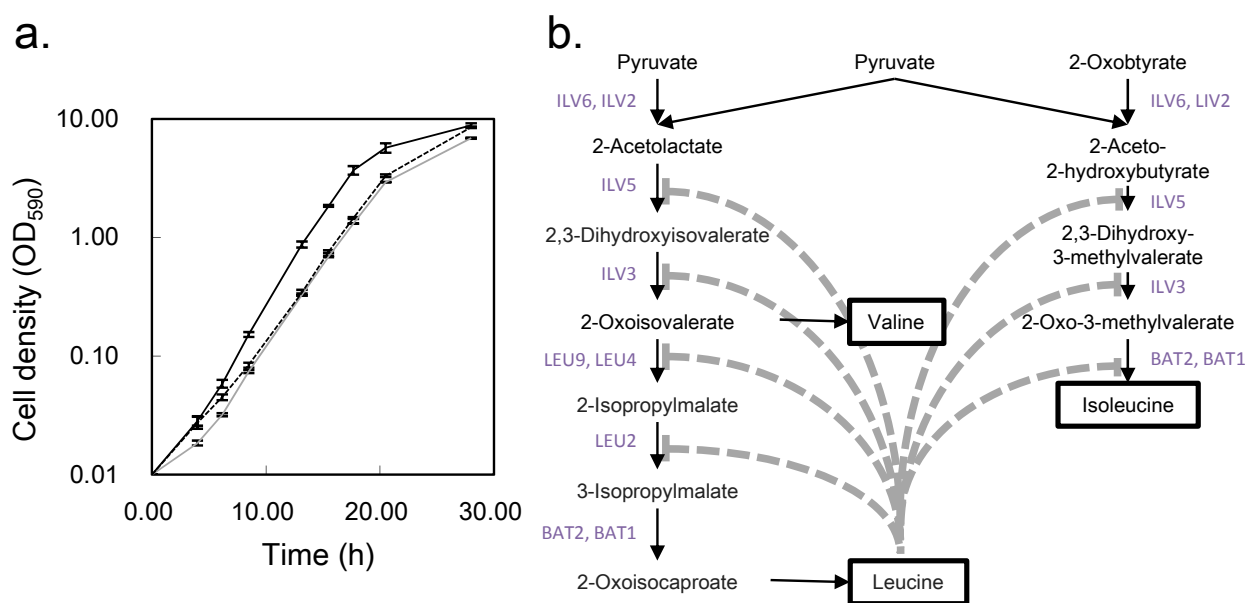 a.
Cell density (OD590)
10.00
1.00
0.10
0.01
0.00
10.00
20.00
30.00
Time (h)
b.
Pyruvate
Pyruvate
2-Oxobtyrate
ILV6, ILV2
ILV6, LIV2
2-Acetolactate
2-Aceto-
2-hydroxybutyrate
ILV5
ILV5
2,3-Dihydroxyisovalerate
2,3-Dihydroxy-
3-methylvalerate
ILV3
ILV3
2-Oxoisovalerate
Valine
2-Oxo-3-methylvalerate
LEU9, LEU4
BAT2, BAT1
2-Isopropylmalate
Isoleucine
LEU2
3-Isopropylmalate
BAT2, BAT1
2-Oxoisocaproate
Leucine